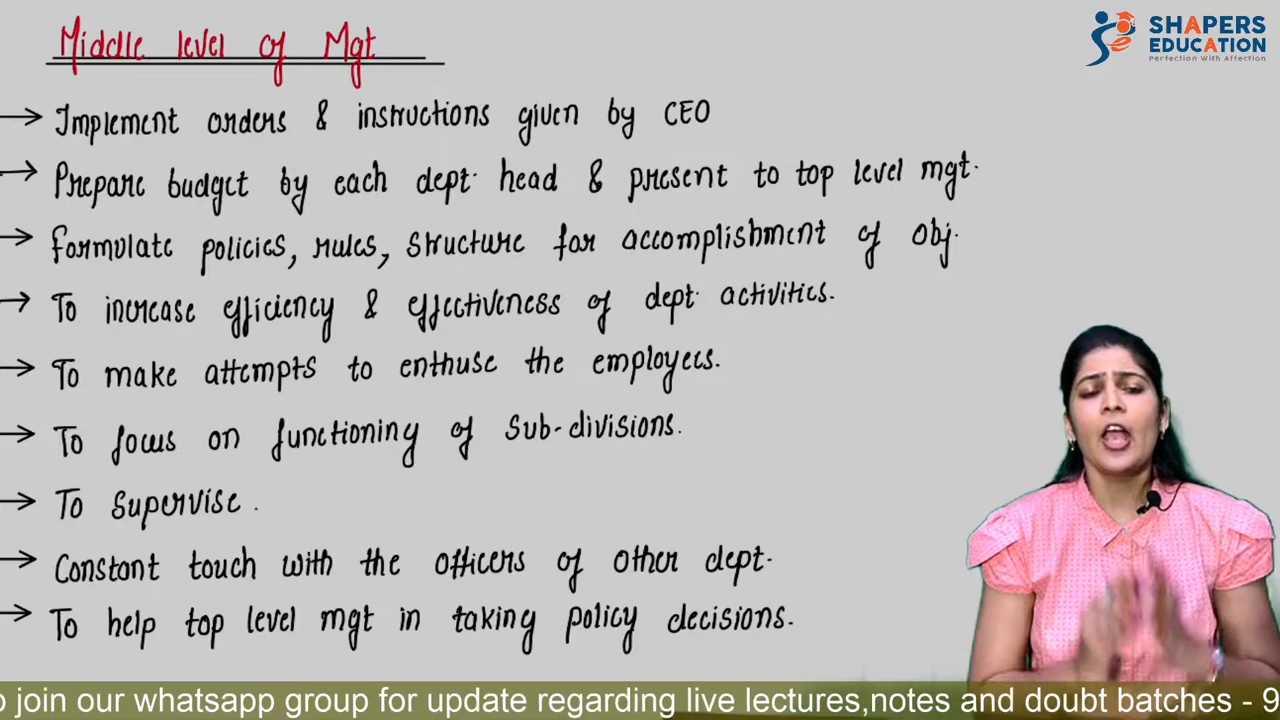 Middle level of Mgt
SHAPERS
EDUCATION
Perfection With Affection
→ Implement orders & instructions given by CEO
→ Prepare budget by each dept. head & present to top level mgt.
→ formulate policies, rules, structure for accomplishment of obj.
→ To increase efficiency & effectiveness of dept. activities.
→ To make attempts to enthuse the employees.
→ To focus on functioning of sub-divisions.
→ To supervise.
→ Constant touch with the officers of other dept.
→ To help top level mgt in taking policy decisions.
o join our whatsapp group for update regarding live lectures,notes and doubt batches - 9